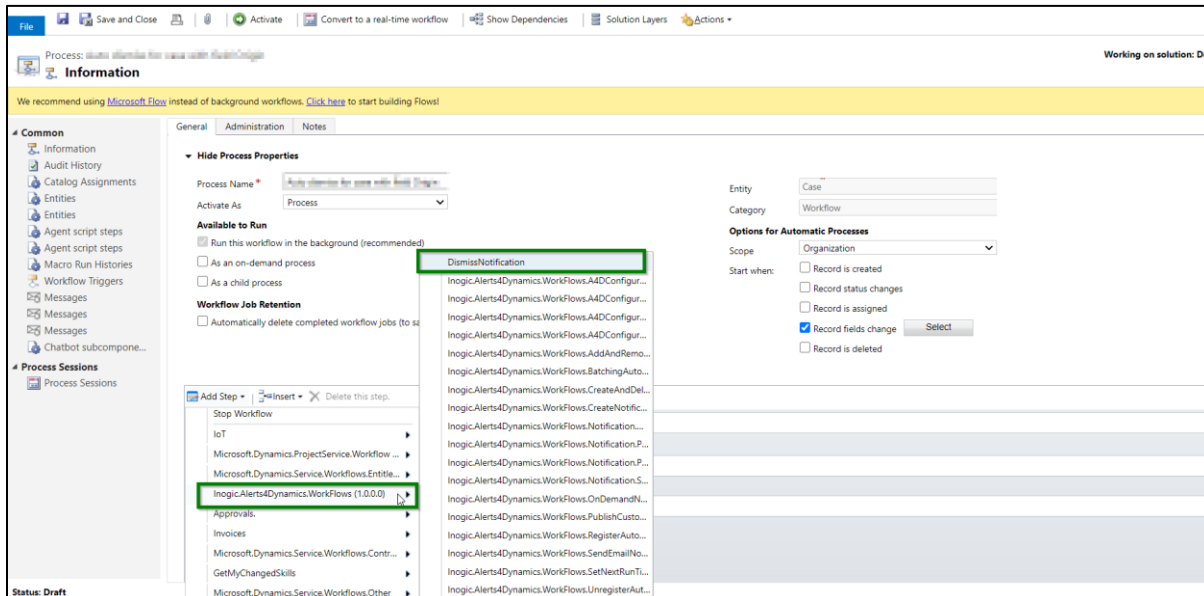 File
Save and Close
Activate
Convert to a real-time workflow
Show Dependencies
Solution Layers
Actions
Process:
Information
Working on solution: D
We recommend using Microsoft Flow instead of background workflows. Click here to start building Flows!
Common
Information
Audit History
Catalog Assignments
Entities
Entities
Agent script steps
Agent script steps
Macro Run Histories
Workflow Triggers
Messages
Messages
Messages
Chatbot subcompone...
Process Sessions
Process Sessions
General Administration Notes
Hide Process Properties
Process Name *
Activate As Process
Available to Run
Run this workflow in the background (recommended)
As an on-demand process
As a child process
Workflow Job Retention
Automatically delete completed workflow jobs (to sa
Entity Case
Category Workflow
Options for Automatic Processes
Scope Organization
Start when: Record is created
Record status changes
Record is assigned
Record fields change Select
Record is deleted
Add Step Insert Delete this step.
Stop Workflow
IoT
Microsoft.Dynamics.ProjectService.Workflow ...
Microsoft.Dynamics.Service.Workflows.Entitle...
Inogic.Alerts4Dynamics.WorkFlows (1.0.0.0)
Approvals.
Invoices
Microsoft.Dynamics.Service.Workflows.Contr...
GetMyChangedSkills
Microsoft.Dynamics.Service.Workflows.Other
DismissNotification
Inogic.Alerts4Dynamics.WorkFlows.A4DConfigur...
Inogic.Alerts4Dynamics.WorkFlows.A4DConfigur...
Inogic.Alerts4Dynamics.WorkFlows.A4DConfigur...
Inogic.Alerts4Dynamics.WorkFlows.A4DConfigur...
Inogic.Alerts4Dynamics.WorkFlows.AddAndRemo...
Inogic.Alerts4Dynamics.WorkFlows.BatchingAuto...
Inogic.Alerts4Dynamics.WorkFlows.CreateAndDel...
Inogic.Alerts4Dynamics.WorkFlows.CreateNotific...
Inogic.Alerts4Dynamics.WorkFlows.Notification....
Inogic.Alerts4Dynamics.WorkFlows.Notification.P...
Inogic.Alerts4Dynamics.WorkFlows.Notification.P...
Inogic.Alerts4Dynamics.WorkFlows.Notification.S...
Inogic.Alerts4Dynamics.WorkFlows.OnDemandN...
Inogic.Alerts4Dynamics.WorkFlows.PublishCusto...
Inogic.Alerts4Dynamics.WorkFlows.RegisterAuto...
Inogic.Alerts4Dynamics.WorkFlows.SendEmailNo...
Inogic.Alerts4Dynamics.WorkFlows.SetNextRunTi...
Inogic.Alerts4Dynamics.WorkFlows.UnregisterAut...
Status: Draft